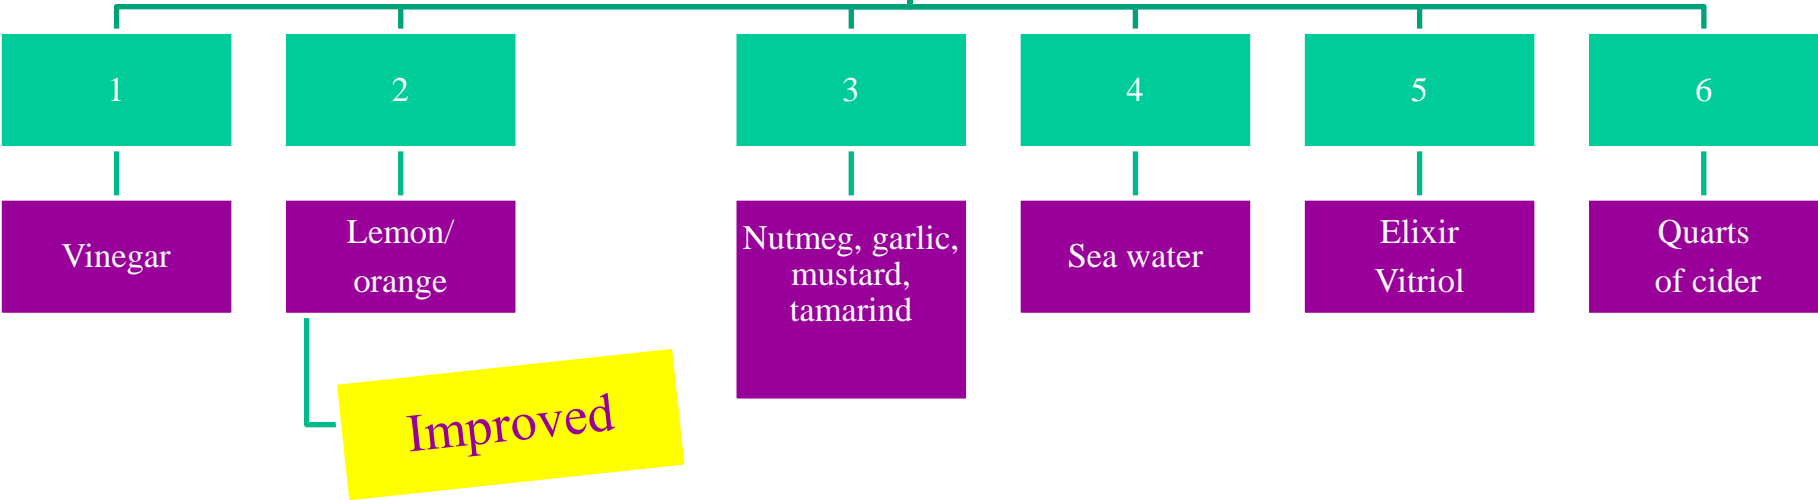 1
2
3
4
5
6
Vinegar
Lemon/
orange
Nutmeg, garlic,
mustard,
tamarind
Sea water
Elixir
Vitriol
Quarts
of cider
Improved